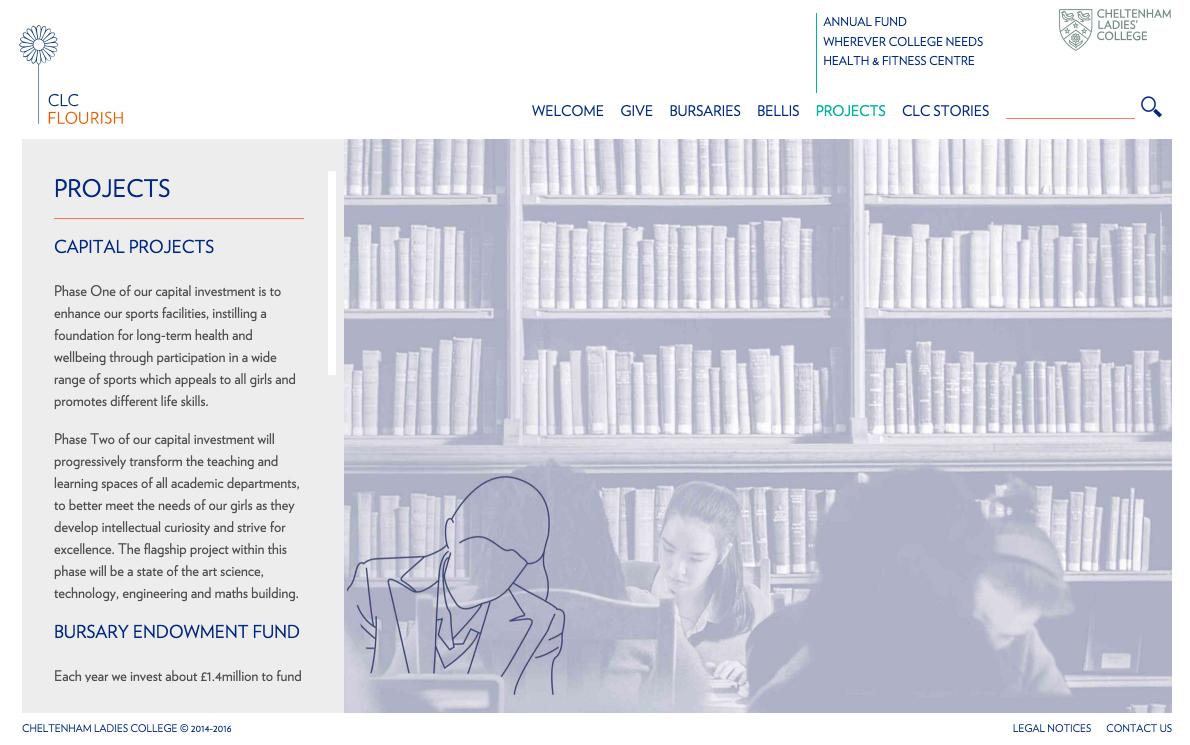 CLC
FLOURISH
ANNUAL FUND
WHEREVER COLLEGE NEEDS
HEALTH & FITNESS CENTRE
CHELTENHAM
LADIES'
COLLEGE
WELCOME GIVE BURSARIES BELLIS PROJECTS CLC STORIES
PROJECTS
CAPITAL PROJECTS
Phase One of our capital investment is to
enhance our sports facilities, instilling a
foundation for long-term health and
wellbeing through participation in a wide
range of sports which appeals to all girls and
promotes different life skills.
Phase Two of our capital investment will
progressively transform the teaching and
learning spaces of all academic departments,
to better meet the needs of our girls as they
develop intellectual curiosity and strive for
excellence. The flagship project within this
phase will be a state of the art science,
technology, engineering and maths building.
BURSARY ENDOWMENT FUND
Each year we invest about £1.4million to fund
CHELTENHAM LADIES COLLEGE © 2014-2016
LEGAL NOTICES CONTACT US